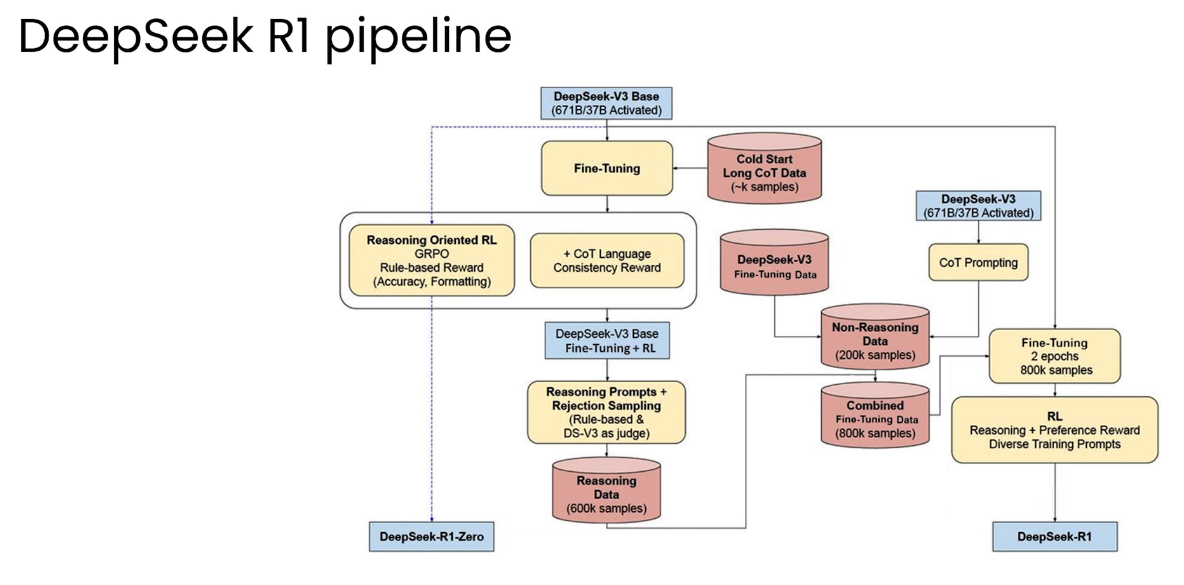 DeepSeek R1 pipeline
DeepSeek-V3 Base
(671B/37B Activated)
Fine-Tuning
Cold Start
Long CoT Data
(~k samples)
DeepSeek-V3
(671B/37B Activated)
Reasoning Oriented RL
GRPO
Rule-based Reward
(Accuracy, Formatting)
+ CoT Language
Consistency Reward
DeepSeek-V3
Fine-Tuning Data
CoT Prompting
DeepSeek-V3 Base
Fine-Tuning + RL
Non-Reasoning
Data
(200k samples)
Fine-Tuning
2 epochs
800k samples
Reasoning Prompts +
Rejection Sampling
(Rule-based &
DS-V3 as judge)
Combined
Fine-Tuning Data
(800k samples)
RL
Reasoning + Preference Reward
Diverse Training Prompts
Reasoning
Data
(600k samples)
DeepSeek-R1-Zero
DeepSeek-R1